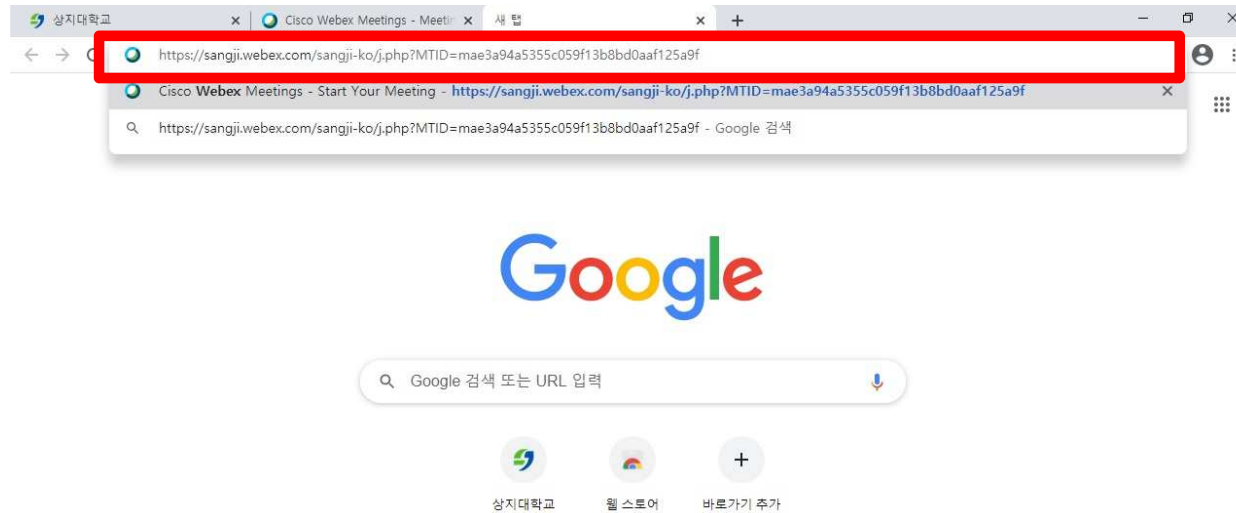 상지대학교
Cisco Webex Meetings - Meetin
새 탭
https://sangji.webex.com/sangji-ko/j.php?MTID=mae3a94a5355c059f13b8bd0aaf125a9f
Cisco Webex Meetings - Start Your Meeting - https://sangji.webex.com/sangji-ko/j.php?MTID=mae3a94a5355c059f13b8bd0aaf125a9f
https://sangji.webex.com/sangji-ko/j.php?MTID=mae3a94a5355c059f13b8bd0aaf125a9f - Google 검색
Google
Google 검색 또는 URL 입력
상지대학교
웹 스토어
바로가기 추가